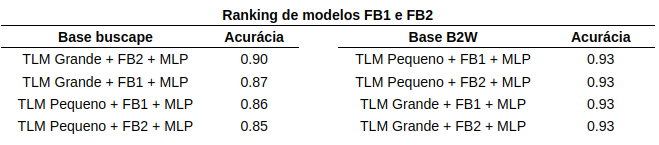 Ranking de modelos FB1 e FB2
Base buscape Acurácia Base B2W Acurácia
TLM Grande + FB2 + MLP 0.90 TLM Pequeno + FB1 + MLP 0.93
TLM Grande + FB1 + MLP 0.87 TLM Pequeno + FB2 + MLP 0.93
TLM Pequeno + FB1 + MLP 0.86 TLM Grande + FB1 + MLP 0.93
TLM Pequeno + FB2 + MLP 0.85 TLM Grande + FB2 + MLP 0.93